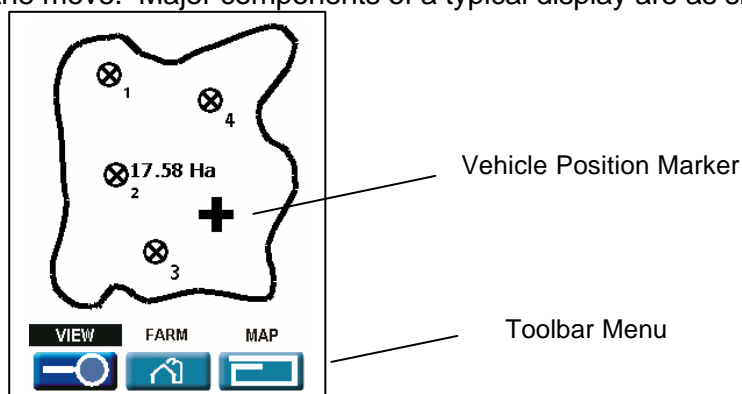 the move. Major components of a typical display are as
1
4
17.58 Ha
2
Vehicle Position Marker
3
VIEW FARM MAP
Toolbar Menu